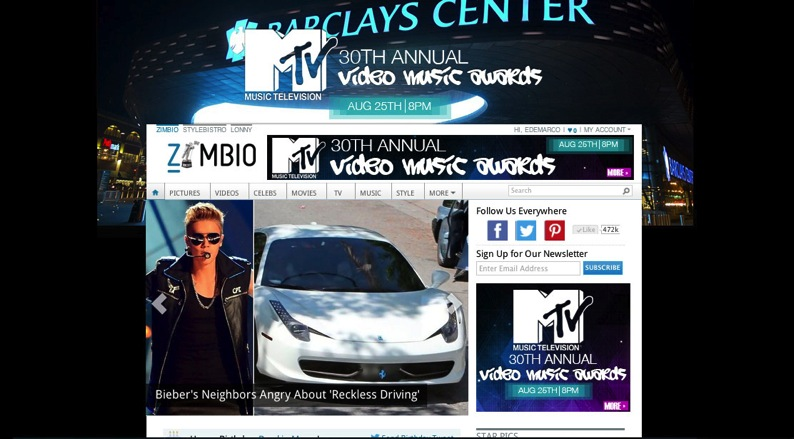 BARCLAYS CENTER
MTV
MUSIC TELEVISION
30TH ANNUAL
video music awards
AUG 25TH | 8PM
ZIMBIO STYLEBISTRO LONNY
HI, EDEMARCO | ♥ 0 | MY ACCOUNT
ZIMBIO
MTV
MUSIC TELEVISION
30TH ANNUAL
video music awards
AUG 25TH | 8PM
MORE
PICTURES VIDEOS CELEBS MOVIES TV MUSIC STYLE MORE
Search
Follow Us Everywhere
Like 472k
Sign Up for Our Newsletter
Enter Email Address SUBSCRIBE
MTV
MUSIC TELEVISION
30TH ANNUAL
video music awards
AUG 25TH | 8PM
MORE
Bieber's Neighbors Angry About 'Reckless Driving'
STAR PICS